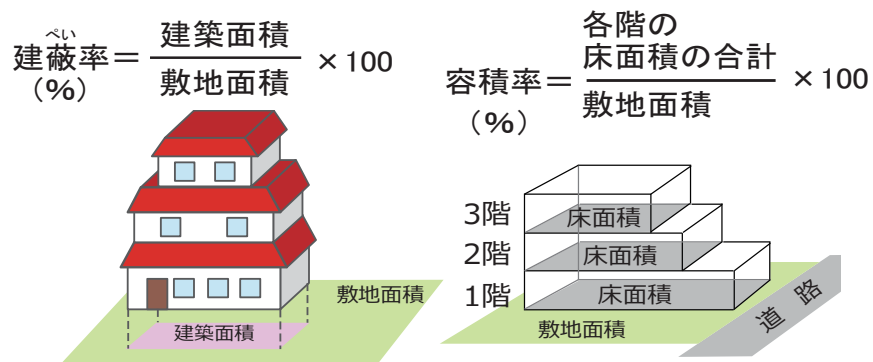 ぺい
建蔽率＝建築面積／敷地面積 ×100
（％）
敷地面積
建築面積
各階の
容積率＝床面積の合計／敷地面積 ×100
（％）
3階 床面積
2階 床面積
1階 床面積
敷地面積
道路